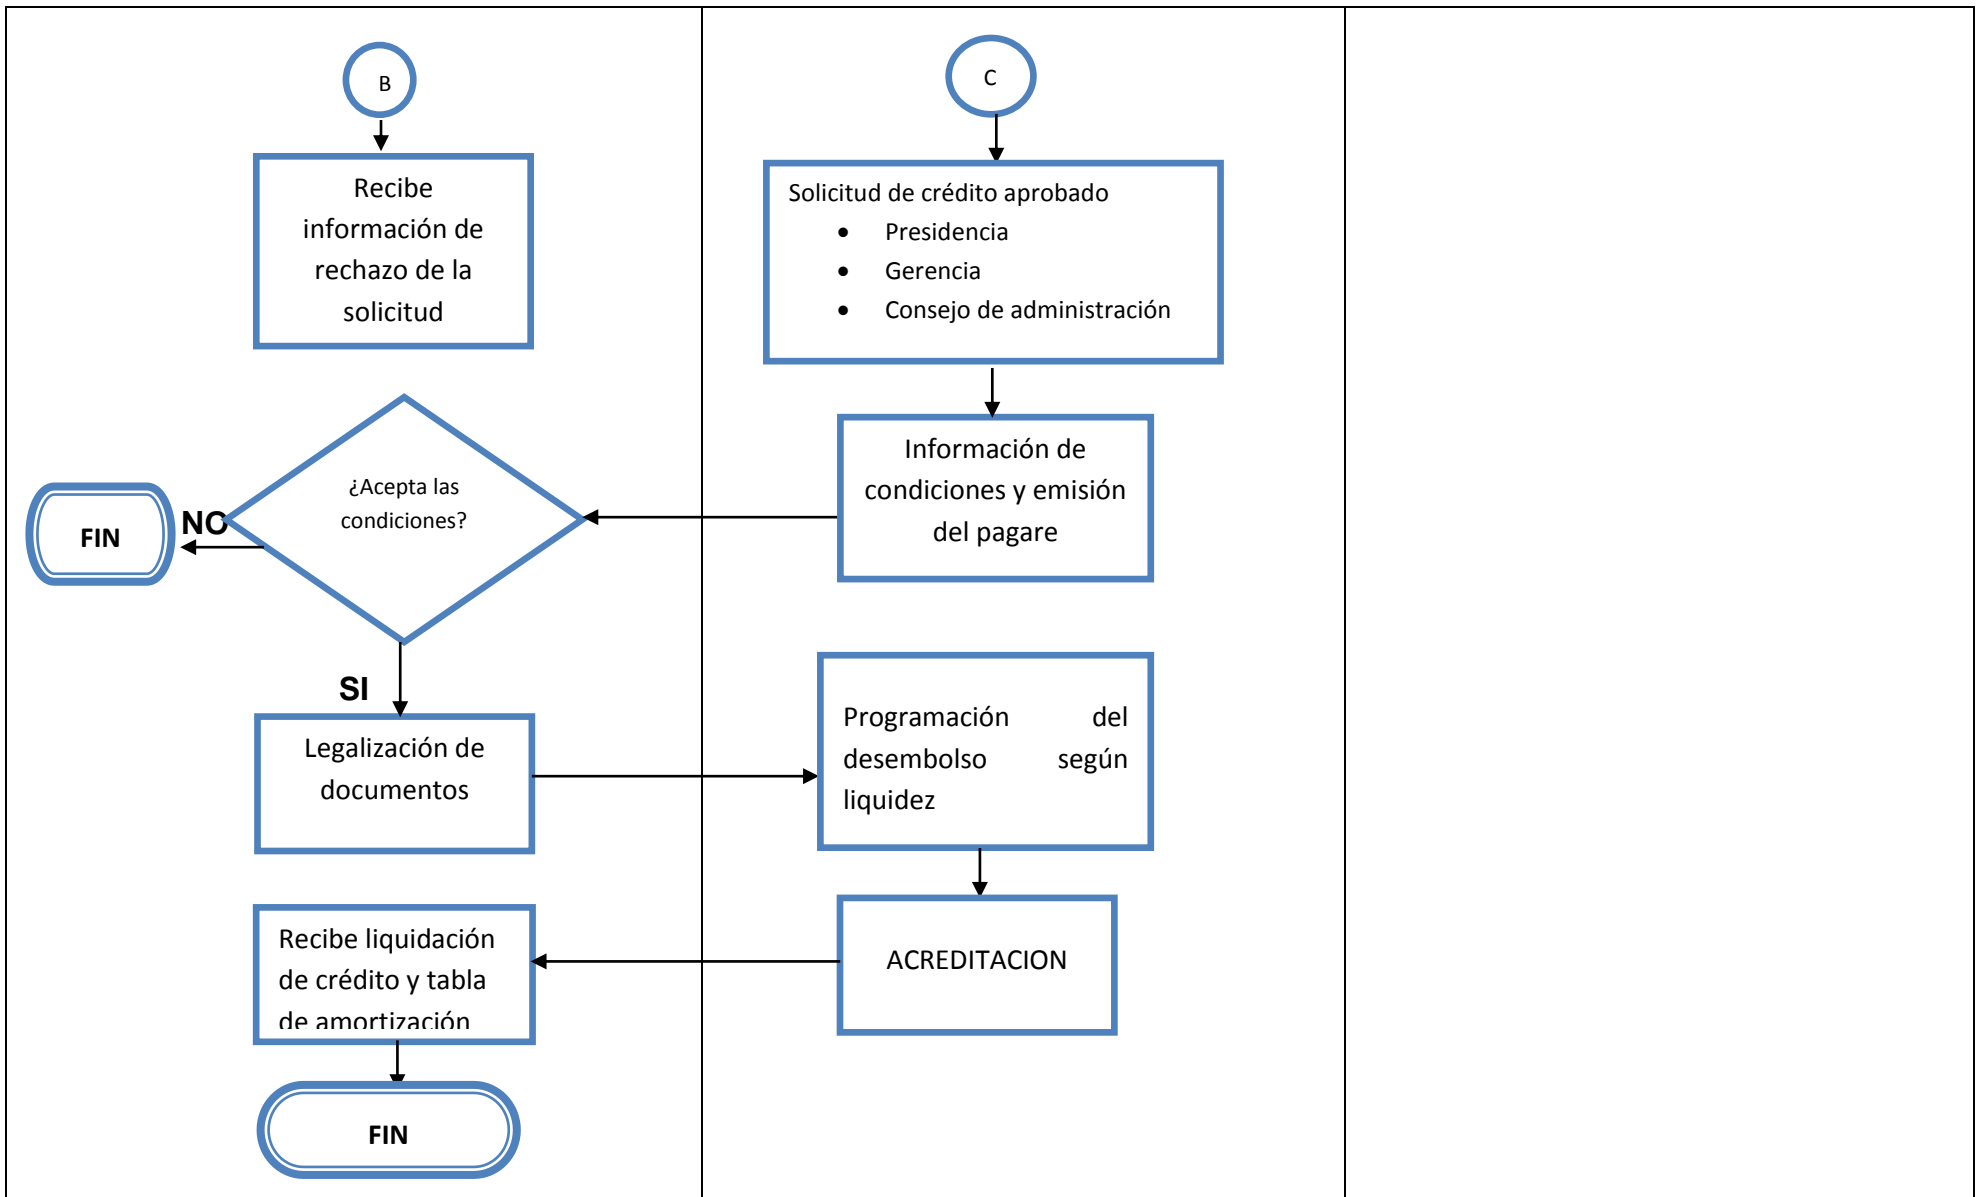 B
Recibe
información de
rechazo de la
solicitud
¿Acepta las
condiciones?
NO
FIN
SI
Legalización de
documentos
Recibe liquidación
de crédito y tabla
de amortización
FIN
C
Solicitud de crédito aprobado
• Presidencia
• Gerencia
• Consejo de administración
Información de
condiciones y emisión
del pagare
Programación del
desembolso según
liquidez
ACREDITACION